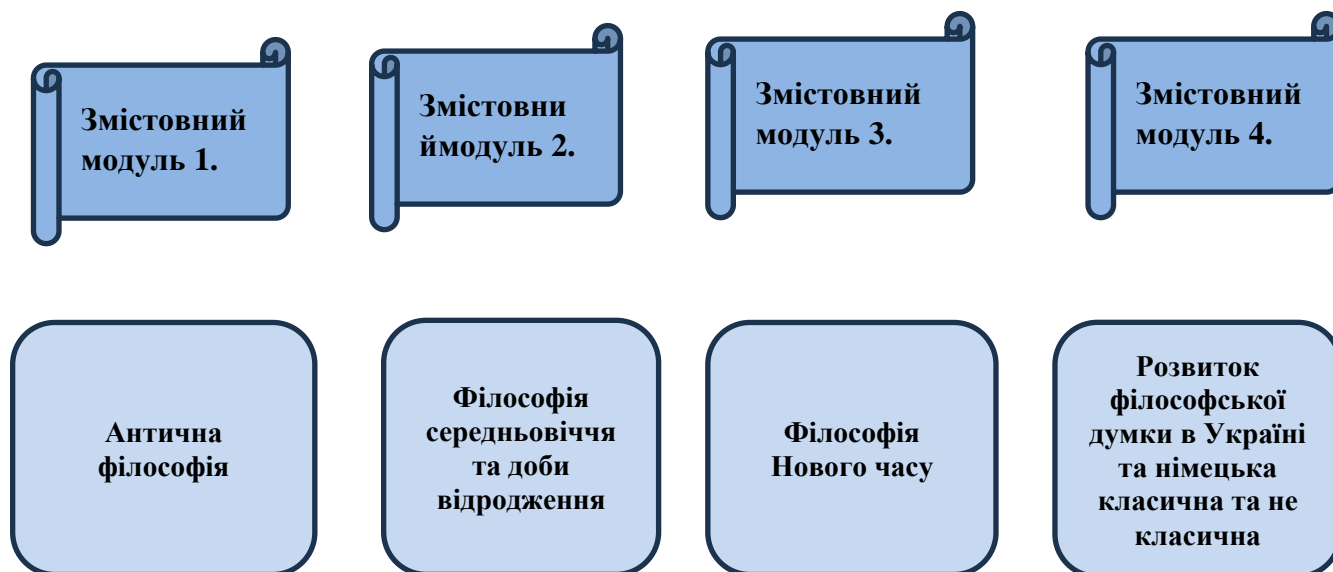 Змістовний
модуль 1.
Змістовни
ймодуль 2.
Змістовний
модуль 3.
Змістовний
модуль 4.
Антична
філософія
Філософія
середньовіччя
та доби
відродження
Філософія
Нового часу
Розвиток
філософської
думки в Україні
та німецька
класична та не
класична